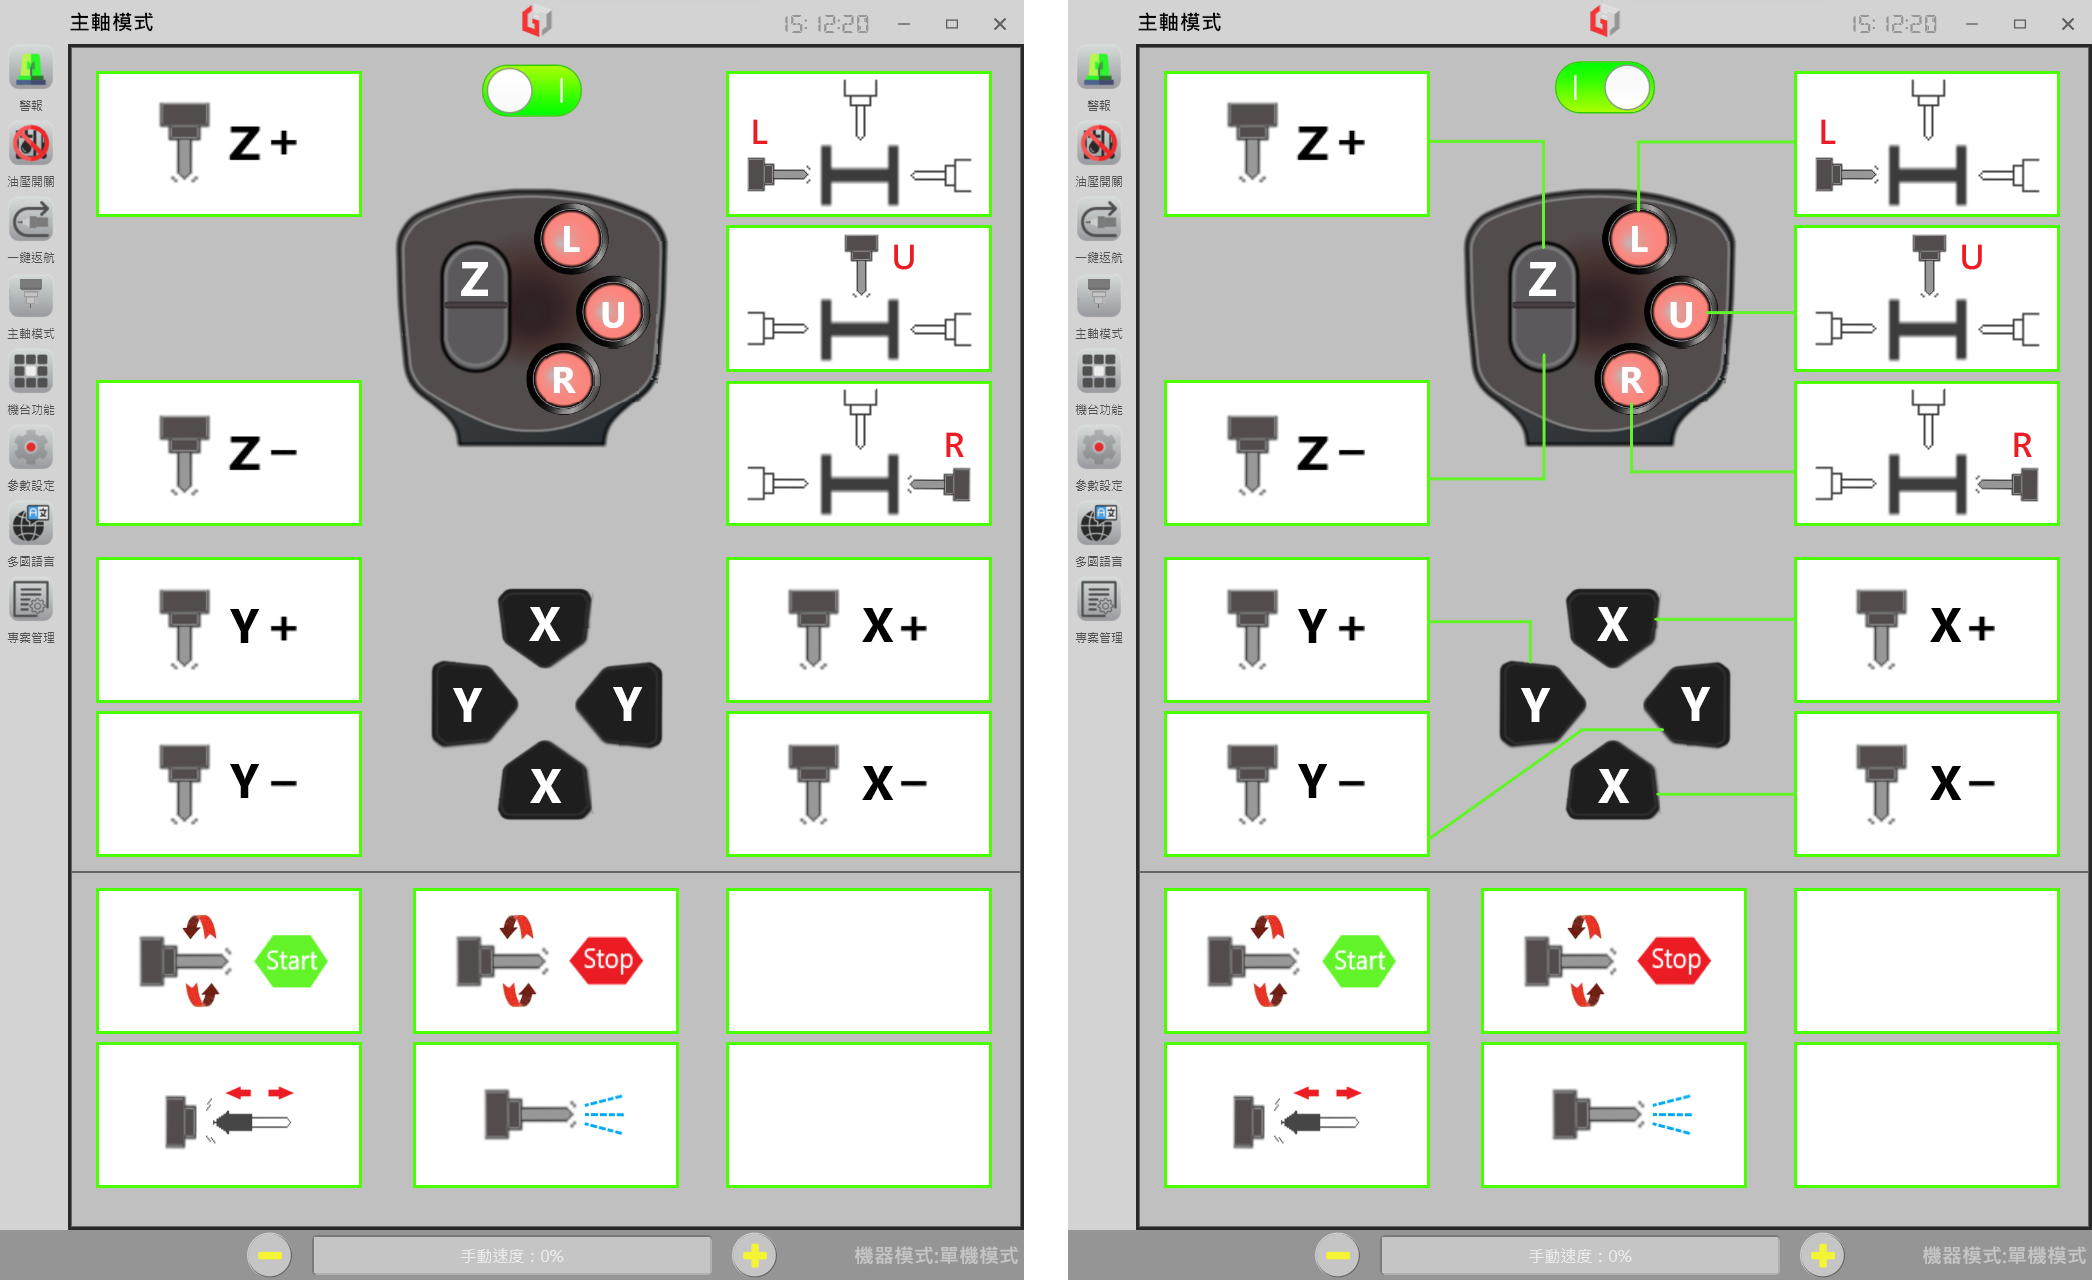 主軸模式
15:12:20
警報
油壓開關
一鍵返航
主軸模式
機台功能
參數設定
多國語言
專案管理
Z+
L
U
R
Z-
Z
L
U
R
Y+
Y-
X
Y
Y
X
X+
X-
Start
Stop
手動速度：0%
機器模式:單機模式
主軸模式
15:12:20
警報
油壓開關
一鍵返航
主軸模式
機台功能
參數設定
多國語言
專案管理
Z+
L
U
R
Z-
Z
L
U
R
Y+
Y-
X
Y
Y
X
X+
X-
Start
Stop
手動速度：0%
機器模式:單機模式